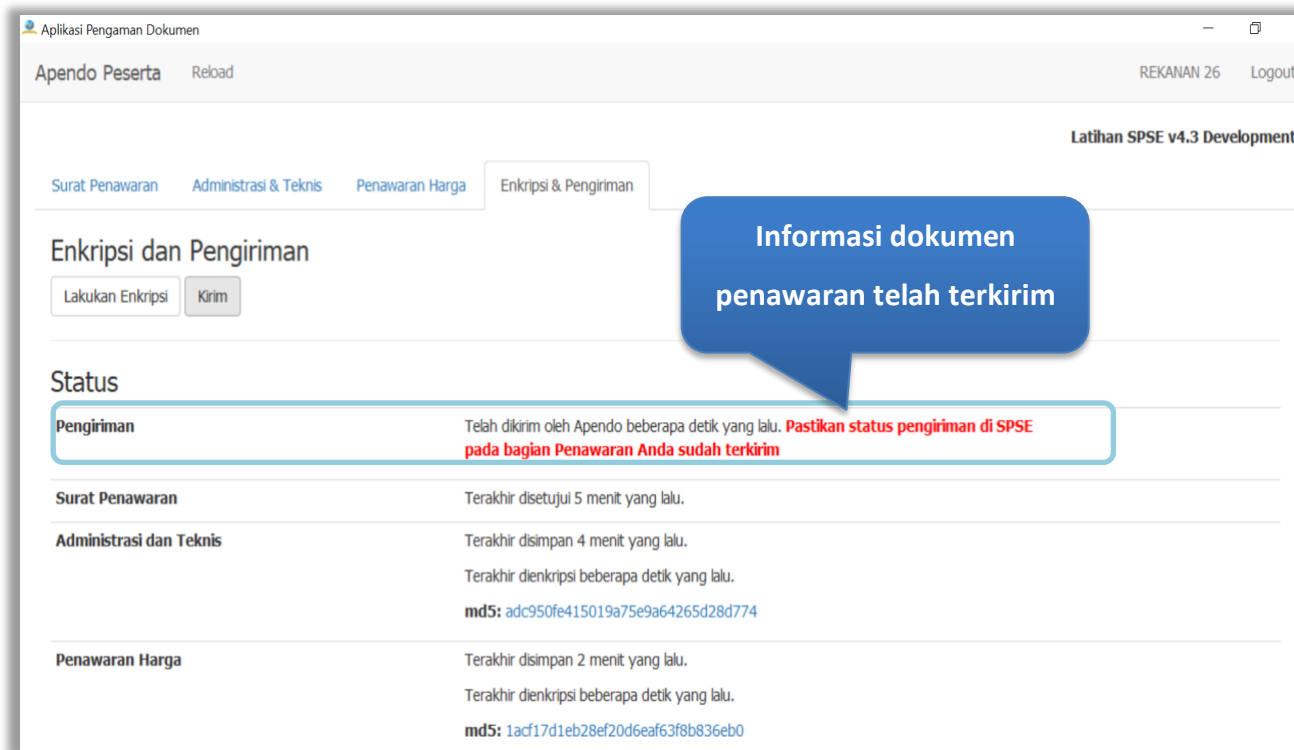 Aplikasi Pengaman Dokumen
Apendo Peserta Reload REKANAN 26 Logout
Latihan SPSE v4.3 Development
Surat Penawaran Administrasi & Teknis Penawaran Harga Enkripsi & Pengiriman
Informasi dokumen
penawaran telah terkirim
Enkripsi dan Pengiriman
Lakukan Enkripsi Kirim
Status
Pengiriman Telah dikirim oleh Apendo beberapa detik yang lalu. Pastikan status pengiriman di SPSE
pada bagian Penawaran Anda sudah terkirim
Surat Penawaran Terakhir disetujui 5 menit yang lalu.
Administrasi dan Teknis Terakhir disimpan 4 menit yang lalu.
Terakhir dienkripsi beberapa detik yang lalu.
md5: adc950fe415019a75e9a64265d28d774
Penawaran Harga Terakhir disimpan 2 menit yang lalu.
Terakhir dienkripsi beberapa detik yang lalu.
md5: 1acf17d1eb28ef20d6eaf63f8b836eb0